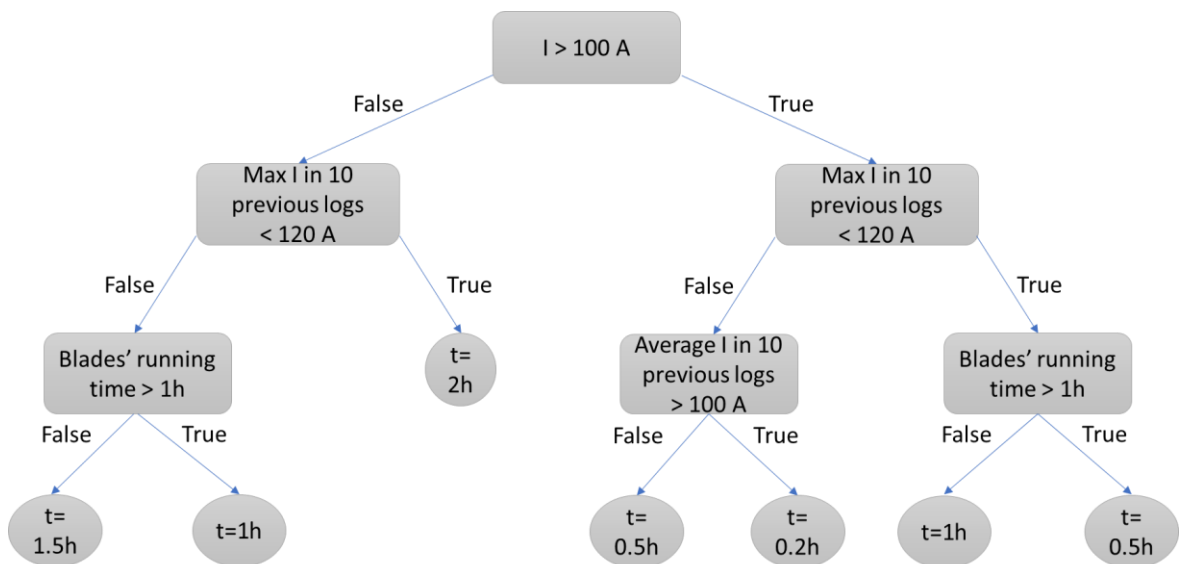 I > 100 A
False
True
Max I in 10
previous logs
< 120 A
Max I in 10
previous logs
< 120 A
False
True
False
True
Blades’ running
time > 1h
t=
2h
Average I in 10
previous logs
> 100 A
Blades’ running
time > 1h
False
True
False
True
False
True
t=
1.5h
t=1h
t=
0.5h
t=
0.2h
t=1h
t=
0.5h